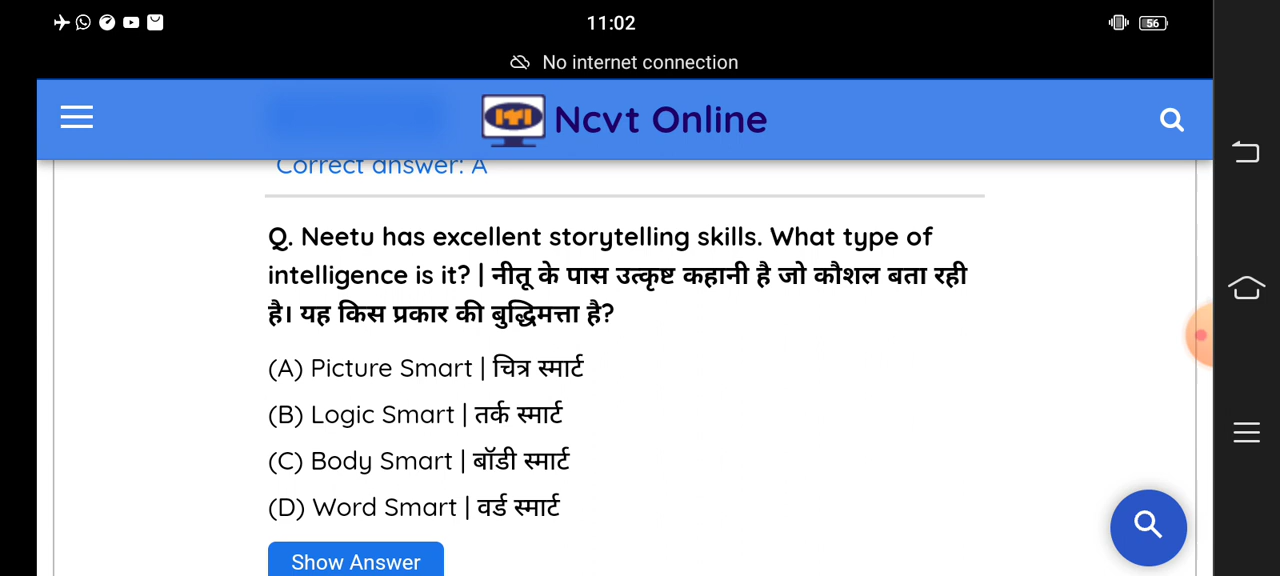 11:02
56
No internet connection
ITI Ncvt Online
Correct answer: A
Q. Neetu has excellent storytelling skills. What type of
intelligence is it? | नीतू के पास उत्कृष्ट कहानी है जो कौशल बता रही
है। यह किस प्रकार की बुद्धिमत्ता है?
(A) Picture Smart | चित्र स्मार्ट
(B) Logic Smart | तर्क स्मार्ट
(C) Body Smart | बॉडी स्मार्ट
(D) Word Smart | वर्ड स्मार्ट
Show Answer